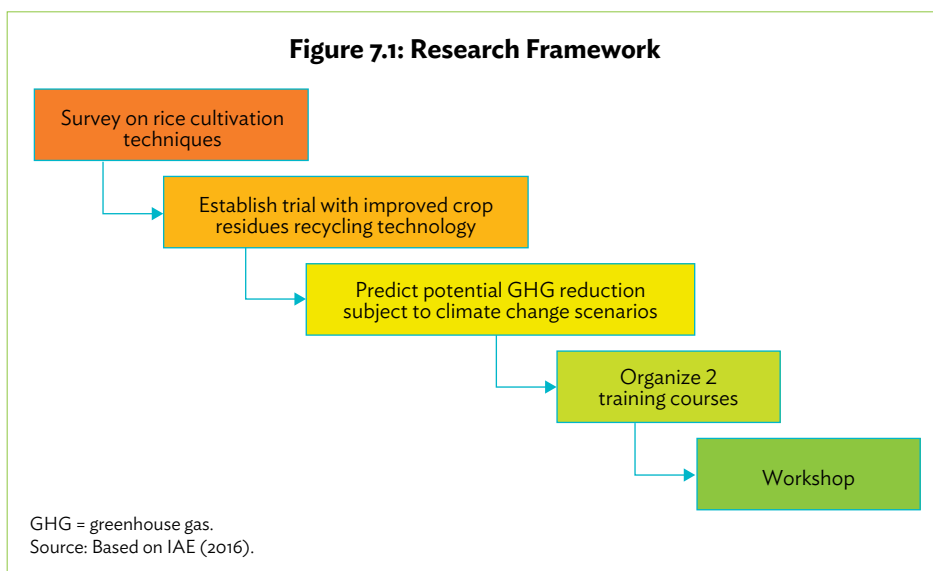 Figure 7.1: Research Framework
Survey on rice cultivation
techniques
Establish trial with improved crop
residues recycling technology
Predict potential GHG reduction
subject to climate change scenarios
Organize 2
training courses
Workshop
GHG = greenhouse gas.
Source: Based on IAE (2016).